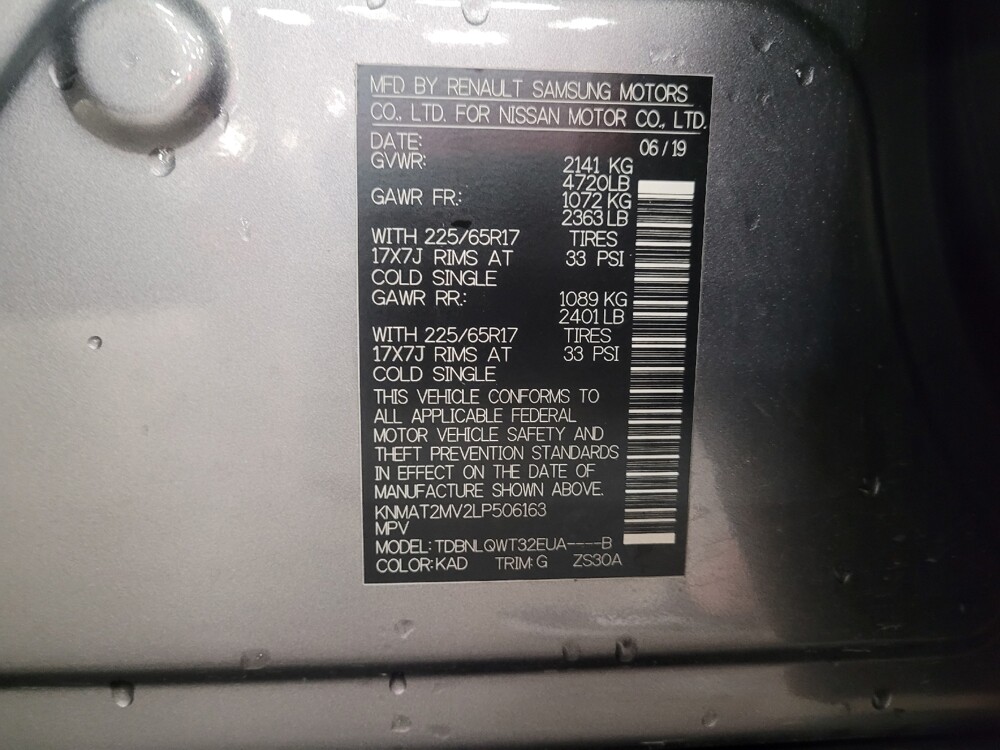 MFD BY RENAULT SAMSUNG MOTORS
CO., LTD. FOR NISSAN MOTOR CO., LTD.
DATE: 06/19
GVWR: 2141 KG
4720LB
GAWR FR.: 1072 KG
2363LB
WITH 225/65R17 TIRES
17X7J RIMS AT 33 PSI
COLD SINGLE
GAWR RR.: 1089 KG
2401LB
WITH 225/65R17 TIRES
17X7J RIMS AT 33 PSI
COLD SINGLE
THIS VEHICLE CONFORMS TO
ALL APPLICABLE FEDERAL
MOTOR VEHICLE SAFETY AND
THEFT PREVENTION STANDARDS
IN EFFECT ON THE DATE OF
MANUFACTURE SHOWN ABOVE.
KNMAT2MV2LP506163
MPV
MODEL: TDBNLQWT32EUA----B
COLOR: KAD TRIM: G ZS30A